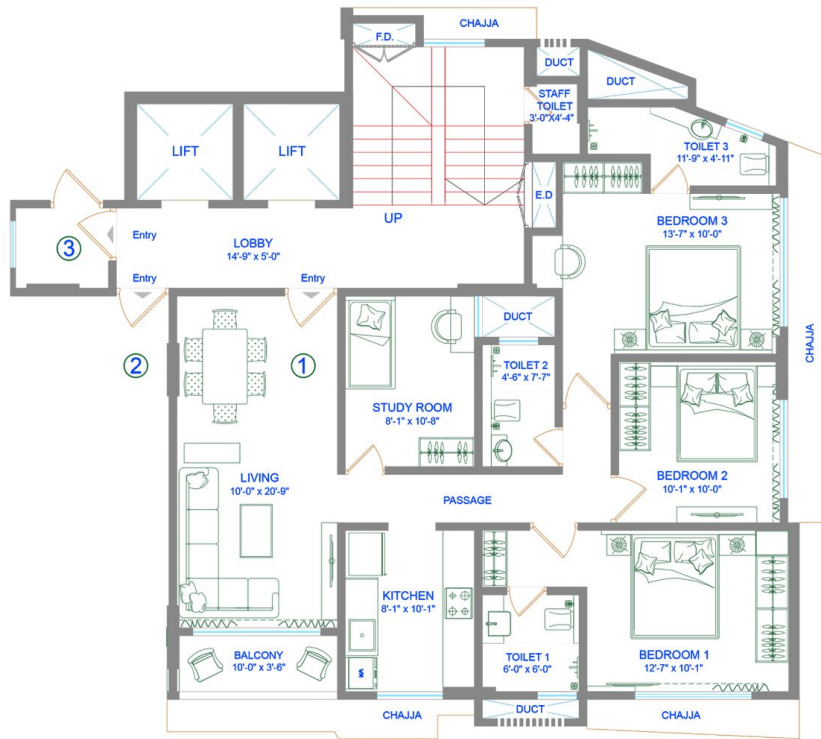 CHAJJA
F.D.
DUCT
DUCT
STAFF
TOILET
3'-0"X4'-4"
TOILET 3
11'-9" x 4'-11"
LIFT
LIFT
E.D
UP
BEDROOM 3
13'-7" x 10'-0"
Entry
3
LOBBY
14'-9" x 5'-0"
Entry
Entry
DUCT
CHAJJA
2
1
TOILET 2
4'-6" x 7'-7"
STUDY ROOM
8'-1" x 10'-8"
LIVING
10'-0" x 20'-9"
BEDROOM 2
10'-1" x 10'-0"
PASSAGE
KITCHEN
8'-1" x 10'-1"
BALCONY
10'-0" x 3'-6"
TOILET 1
6'-0" x 6'-0"
BEDROOM 1
12'-7" x 10'-1"
CHAJJA
DUCT
CHAJJA